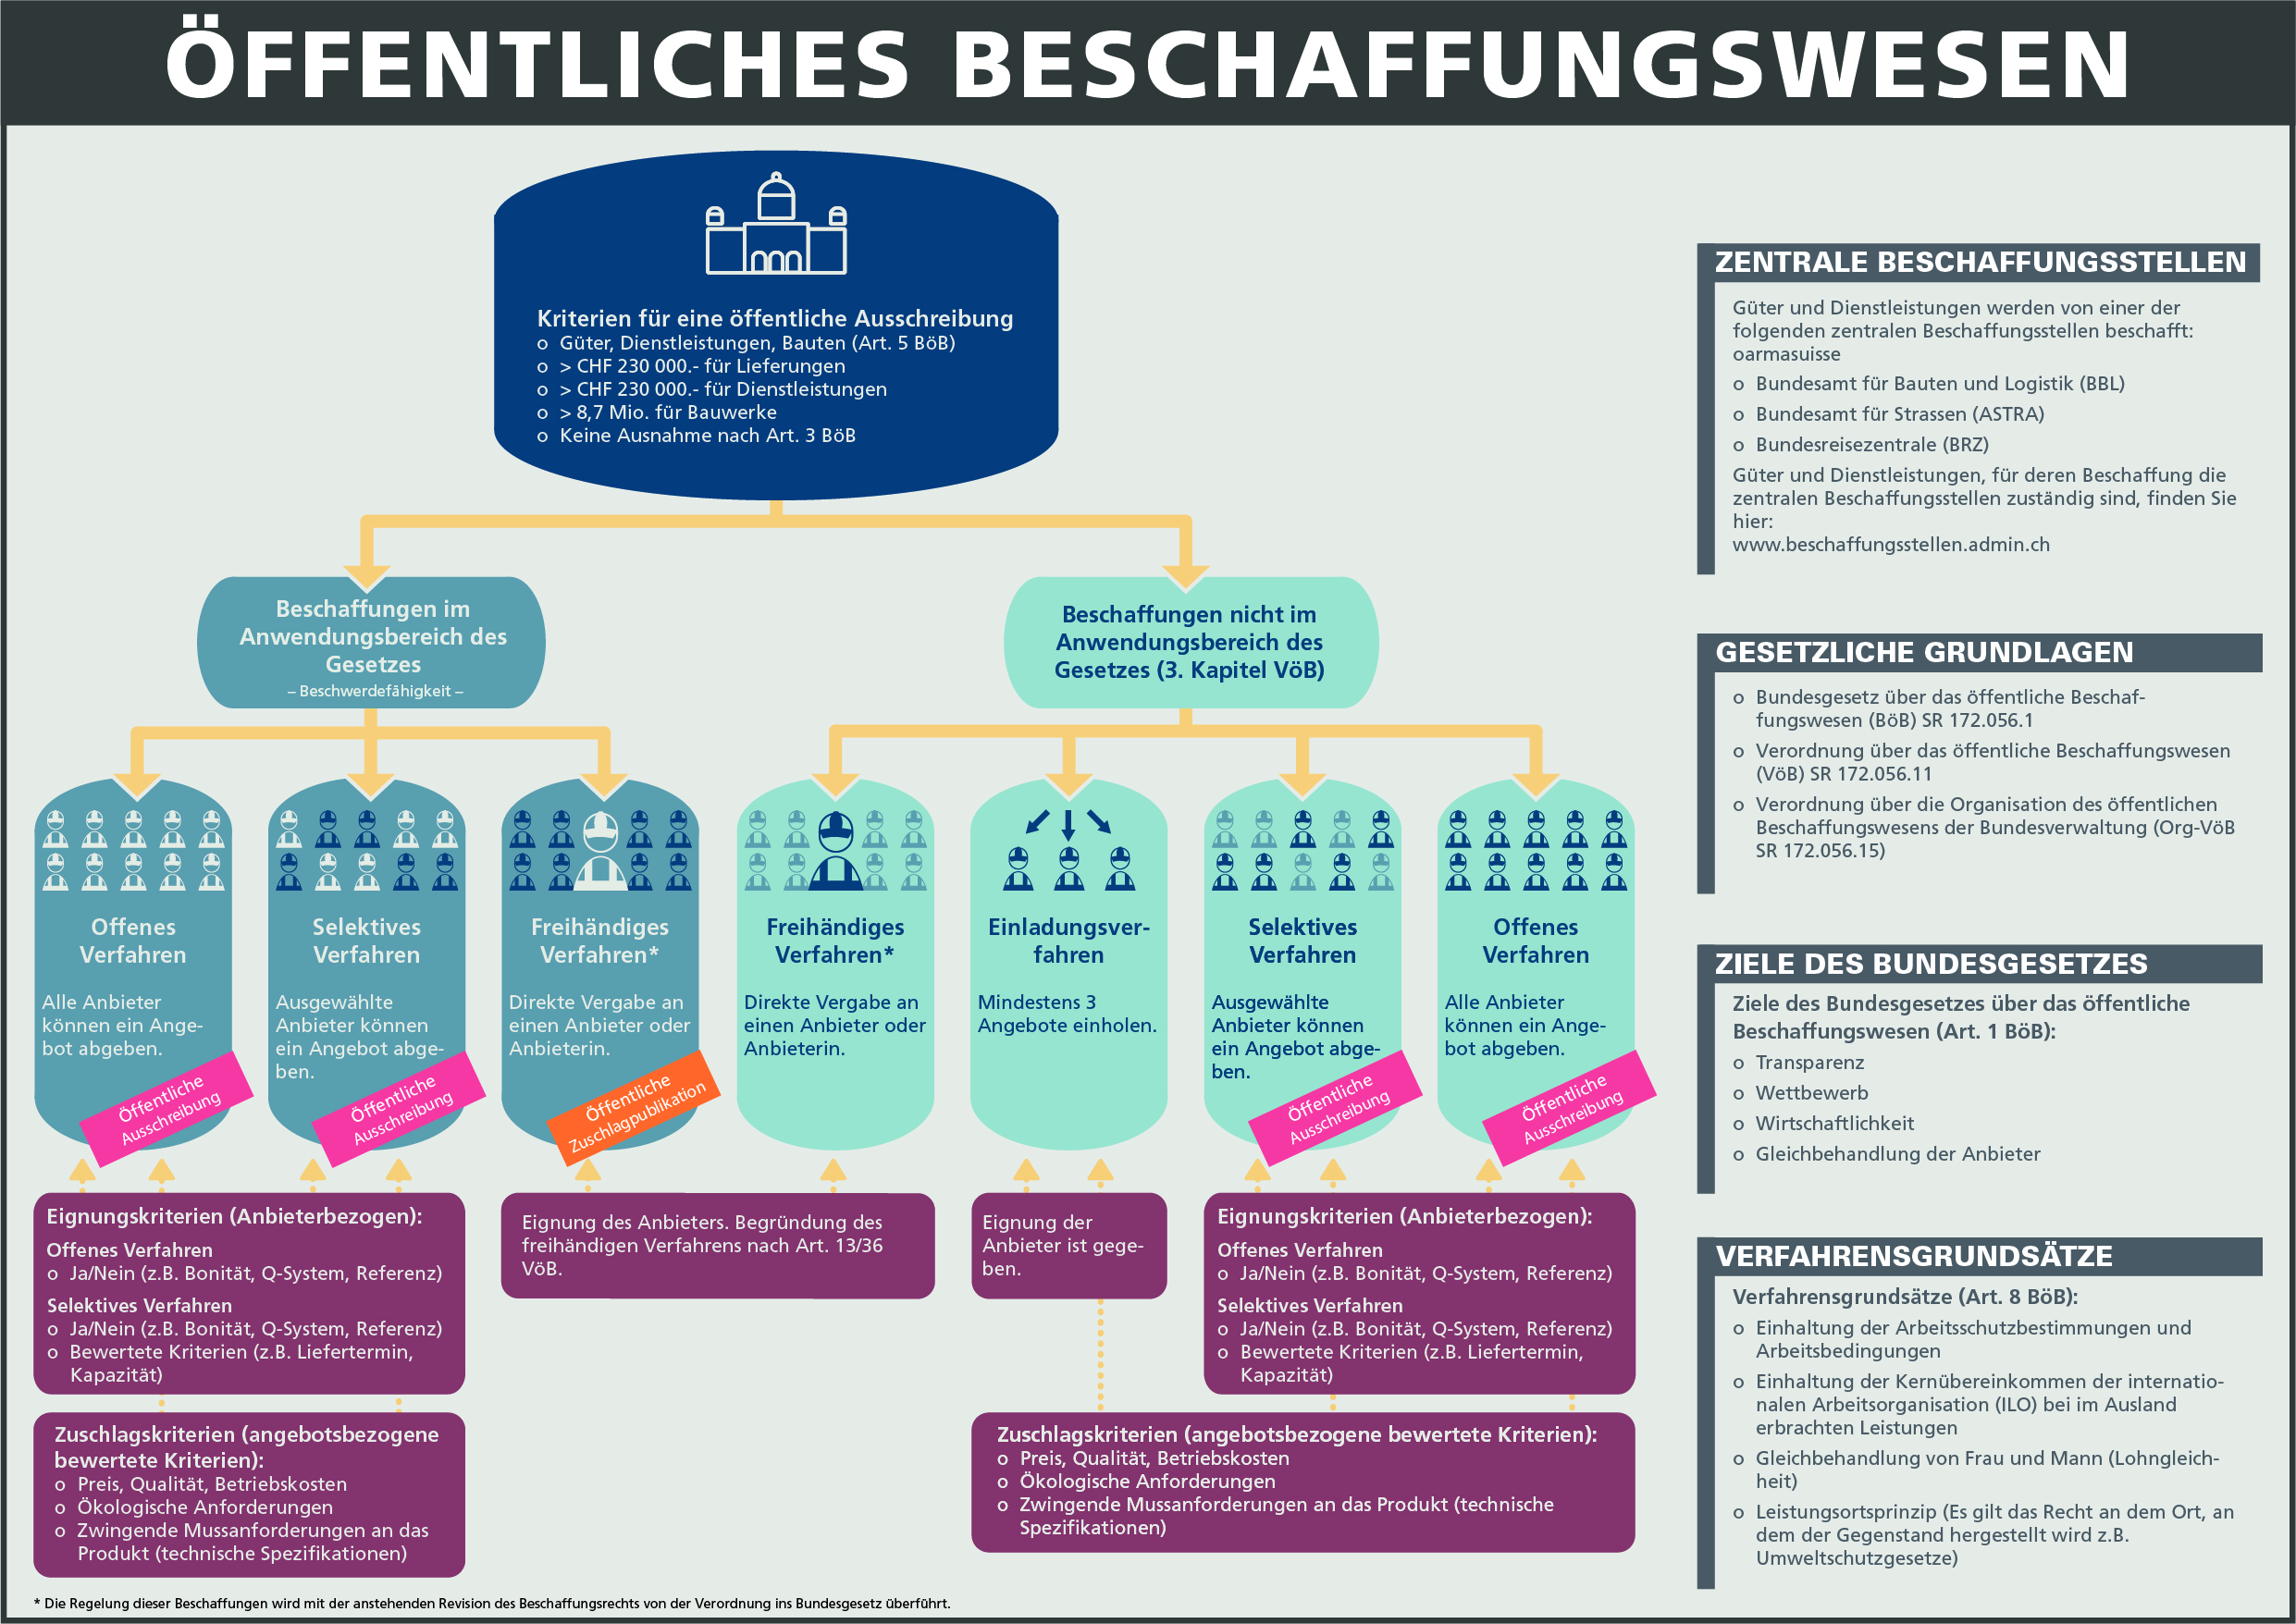 ÖFFENTLICHES BESCHAFFUNGSWESEN
Kriterien für eine öffentliche Ausschreibung
o Güter, Dienstleistungen, Bauten (Art. 5 BöB)
o > CHF 230 000.- für Lieferungen
o > CHF 230 000.- für Dienstleistungen
o > 8,7 Mio. für Bauwerke
o Keine Ausnahme nach Art. 3 BöB
Beschaffungen im
Anwendungsbereich des
Gesetzes
– Beschwerdefähigkeit –
Beschaffungen nicht im
Anwendungsbereich des
Gesetzes (3. Kapitel VöB)
Offenes
Verfahren
Alle Anbieter
können ein Ange-
bot abgeben.
Öffentliche
Ausschreibung
Selektives
Verfahren
Ausgewählte
Anbieter können
ein Angebot abge-
ben.
Öffentliche
Ausschreibung
Freihändiges
Verfahren*
Direkte Vergabe an
einen Anbieter oder
Anbieterin.
Öffentliche
Zuschlagpublikation
Freihändiges
Verfahren*
Direkte Vergabe an
einen Anbieter oder
Anbieterin.
Einladungsver-
fahren
Mindestens 3
Angebote einholen.
Selektives
Verfahren
Ausgewählte
Anbieter können
ein Angebot abge-
ben.
Öffentliche
Ausschreibung
Offenes
Verfahren
Alle Anbieter
können ein Ange-
bot abgeben.
Öffentliche
Ausschreibung
Eignungskriterien (Anbieterbezogen):
Offenes Verfahren
o Ja/Nein (z.B. Bonität, Q-System, Referenz)
Selektives Verfahren
o Ja/Nein (z.B. Bonität, Q-System, Referenz)
o Bewertete Kriterien (z.B. Liefertermin,
Kapazität)
Eignung des Anbieters. Begründung des
freihändigen Verfahrens nach Art. 13/36
VöB.
Eignung der
Anbieter ist gege-
ben.
Eignungskriterien (Anbieterbezogen):
Offenes Verfahren
o Ja/Nein (z.B. Bonität, Q-System, Referenz)
Selektives Verfahren
o Ja/Nein (z.B. Bonität, Q-System, Referenz)
o Bewertete Kriterien (z.B. Liefertermin,
Kapazität)
Zuschlagskriterien (angebotsbezogene
bewertete Kriterien):
o Preis, Qualität, Betriebskosten
o Ökologische Anforderungen
o Zwingende Mussanforderungen an das
Produkt (technische Spezifikationen)
Zuschlagskriterien (angebotsbezogene bewertete Kriterien):
o Preis, Qualität, Betriebskosten
o Ökologische Anforderungen
o Zwingende Mussanforderungen an das Produkt (technische
Spezifikationen)
* Die Regelung dieser Beschaffungen wird mit der anstehenden Revision des Beschaffungsrechts von der Verordnung ins Bundesgesetz überführt.
ZENTRALE BESCHAFFUNGSSTELLEN
Güter und Dienstleistungen werden von einer der
folgenden zentralen Beschaffungsstellen beschafft:
oarmasuisse
o Bundesamt für Bauten und Logistik (BBL)
o Bundesamt für Strassen (ASTRA)
o Bundesreisezentrale (BRZ)
Güter und Dienstleistungen, für deren Beschaffung die
zentralen Beschaffungsstellen zuständig sind, finden Sie
hier:
www.beschaffungsstellen.admin.ch
GESETZLICHE GRUNDLAGEN
o Bundesgesetz über das öffentliche Beschaf-
fungswesen (BöB) SR 172.056.1
o Verordnung über das öffentliche Beschaffungswesen
(VöB) SR 172.056.11
o Verordnung über die Organisation des öffentlichen
Beschaffungswesens der Bundesverwaltung (Org-VöB
SR 172.056.15)
ZIELE DES BUNDESGESETZES
Ziele des Bundesgesetzes über das öffentliche
Beschaffungswesen (Art. 1 BöB):
o Transparenz
o Wettbewerb
o Wirtschaftlichkeit
o Gleichbehandlung der Anbieter
VERFAHRENSGRUNDSÄTZE
Verfahrensgrundsätze (Art. 8 BöB):
o Einhaltung der Arbeitsschutzbestimmungen und
Arbeitsbedingungen
o Einhaltung der Kernübereinkommen der internatio-
nalen Arbeitsorganisation (ILO) bei im Ausland
erbrachten Leistungen
o Gleichbehandlung von Frau und Mann (Lohngleich-
heit)
o Leistungsortsprinzip (Es gilt das Recht an dem Ort, an
dem der Gegenstand hergestellt wird z.B.
Umweltschutzgesetze)